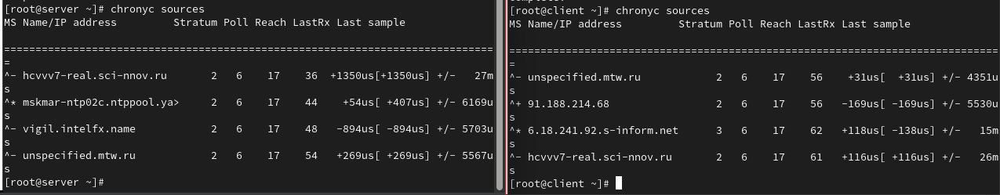 [root@server ~]# chronyc sources
MS Name/IP address         Stratum Poll Reach LastRx Last sample
===============================================================================
=
^- hcvvv7-real.sci-nnov.ru       2   6    17    36  +1350us[+1350us] +/-   27m
s
^* mskmar-ntp02c.ntppool.ya>     2   6    17    44    +54us[ +407us] +/- 6169u
s
^- vigil.intelfx.name            2   6    17    48   -894us[ -894us] +/- 5703u
s
^- unspecified.mtw.ru            2   6    17    54   +269us[ +269us] +/- 5567u
s
[root@server ~]#
[root@client ~]# chronyc sources
MS Name/IP address         Stratum Poll Reach LastRx Last sample
===============================================================================
=
^- unspecified.mtw.ru            2   6    17    56    +31us[  +31us] +/- 4351u
s
^+ 91.188.214.68                 2   6    17    56   -169us[ -169us] +/- 5530u
s
^* 6.18.241.92.s-inform.net      3   6    17    62   +118us[ -138us] +/-   15m
s
^- hcvvv7-real.sci-nnov.ru       2   6    17    61   +116us[ +116us] +/-   26m
s
[root@client ~]#